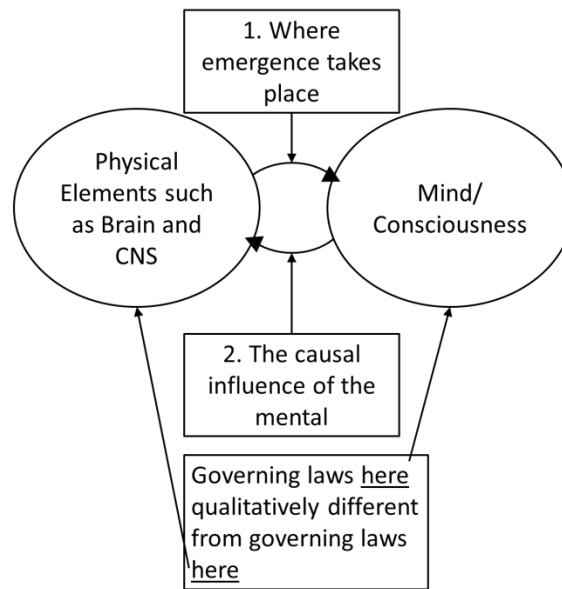 1. Where
emergence takes
place
Physical
Elements such
as Brain and
CNS
Mind/
Consciousness
2. The causal
influence of the
mental
Governing laws here
qualitatively different
from governing laws
here